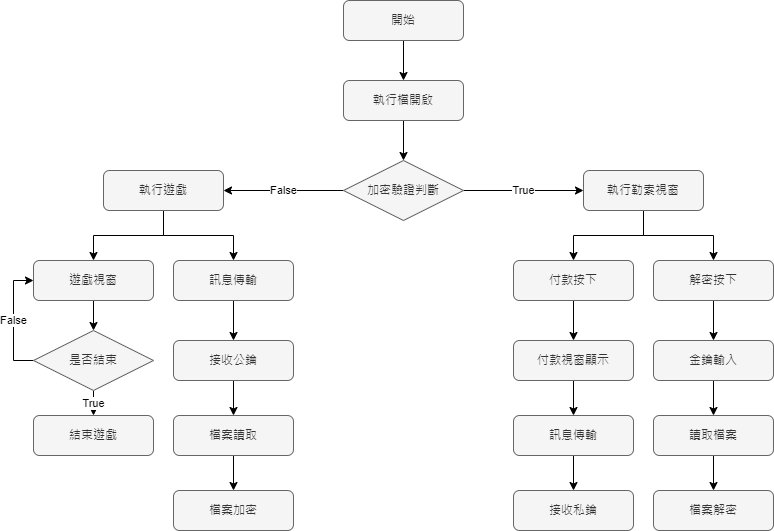 開始
執行檔開啟
執行遊戲
False
加密驗證判斷
True
執行勒索視窗
遊戲視窗
訊息傳輸
付款按下
解密按下
False
是否結束
接收公鑰
付款視窗顯示
金鑰輸入
True
結束遊戲
檔案讀取
訊息傳輸
讀取檔案
檔案加密
接收私鑰
檔案解密